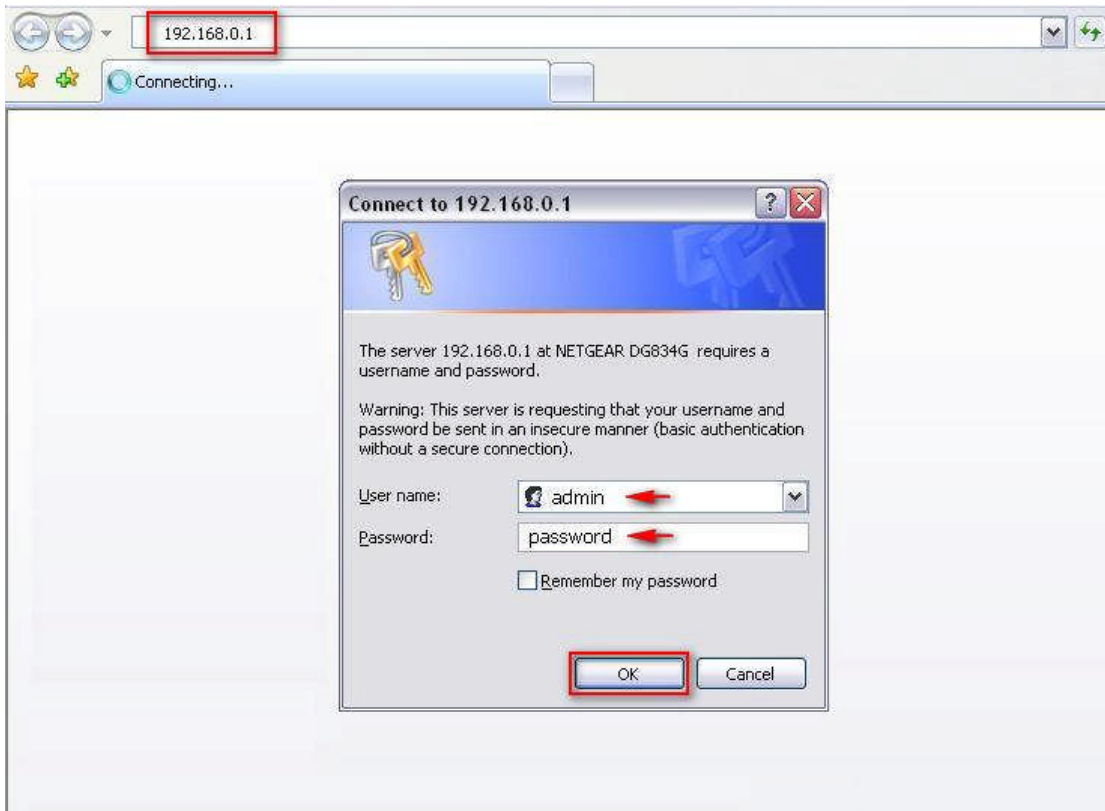 192.168.0.1
Connecting...
Connect to 192.168.0.1
?
The server 192.168.0.1 at NETGEAR DG834G requires a
username and password.
Warning: This server is requesting that your username and
password be sent in an insecure manner (basic authentication
without a secure connection).
User name: admin
Password: password
Remember my password
OK Cancel